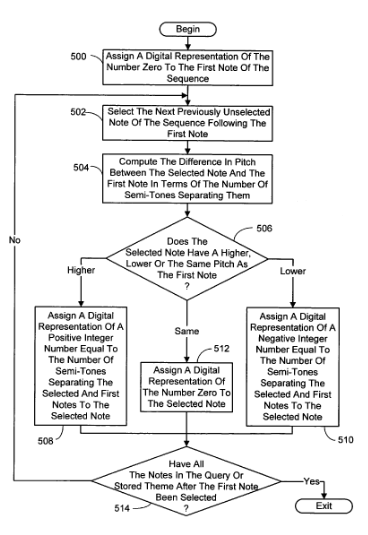 Begin
500
Assign A Digital Representation Of The
Number Zero To The First Note Of The
Sequence
502
Select The Next Previously Unselected
Note Of The Sequence Following The
First Note
504
Compute The Difference In Pitch
Between The Selected Note And The
First Note In Terms Of The Number Of
Semi-Tones Separating Them
No
506
Does The
Selected Note Have A Higher,
Lower Or The Same Pitch As
The First Note
?
Higher
Lower
Same
Assign A Digital
Representation Of A
Positive Integer
Number Equal To
The Number Of
Semi-Tones
Separating The
Selected And First
Notes To The
Selected Note
508
512
Assign A Digital
Representation Of
The Number Zero To
The Selected Note
Assign A Digital
Representation Of A
Negative Integer
Number Equal To
The Number Of
Semi-Tones
Separating The
Selected And First
Notes To The
Selected Note
510
Have All
The Notes In The Query Or
Stored Theme After The First Note
Been Selected
?
514
Yes
Exit